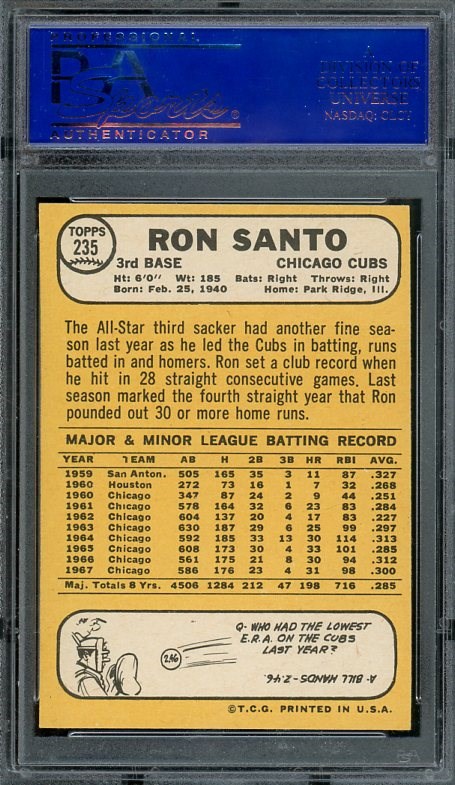 PROFESSIONAL
PSA
Sports
AUTHENTICATOR
A
DIVISION OF
COLLECTORS
UNIVERSE
NASDAQ: CLCT
TOPPS
235
RON SANTO
3rd BASE CHICAGO CUBS
Ht: 6'0" Wt: 185 Bats: Right Throws: Right
Born: Feb. 25, 1940 Home: Park Ridge, Ill.
The All-Star third sacker had another fine sea-
son last year as he led the Cubs in batting, runs
batted in and homers. Ron set a club record when
he hit in 28 straight consecutive games. Last
season marked the fourth straight year that Ron
pounded out 30 or more home runs.
MAJOR & MINOR LEAGUE BATTING RECORD
YEAR TEAM AB H 2B 3B HR RBI AVG.
1959 San Anton. 505 165 35 3 11 87 .327
1960 Houston 272 73 16 1 7 32 .268
1960 Chicago 347 87 24 2 9 44 .251
1961 Chicago 578 164 32 6 23 83 .284
1962 Chicago 604 137 20 4 17 83 .227
1963 Chicago 630 187 29 6 25 99 .297
1964 Chicago 592 185 33 13 30 114 .313
1965 Chicago 608 173 30 4 33 101 .285
1966 Chicago 561 175 21 8 30 94 .312
1967 Chicago 586 176 23 4 31 98 .300
Maj. Totals 8 Yrs. 4506 1284 212 47 198 716 .285
Q- WHO HAD THE LOWEST
E.R.A. ON THE CUBS
LAST YEAR?
2.46
A- BILL HANDS - 2.46
©T.C.G. PRINTED IN U.S.A.